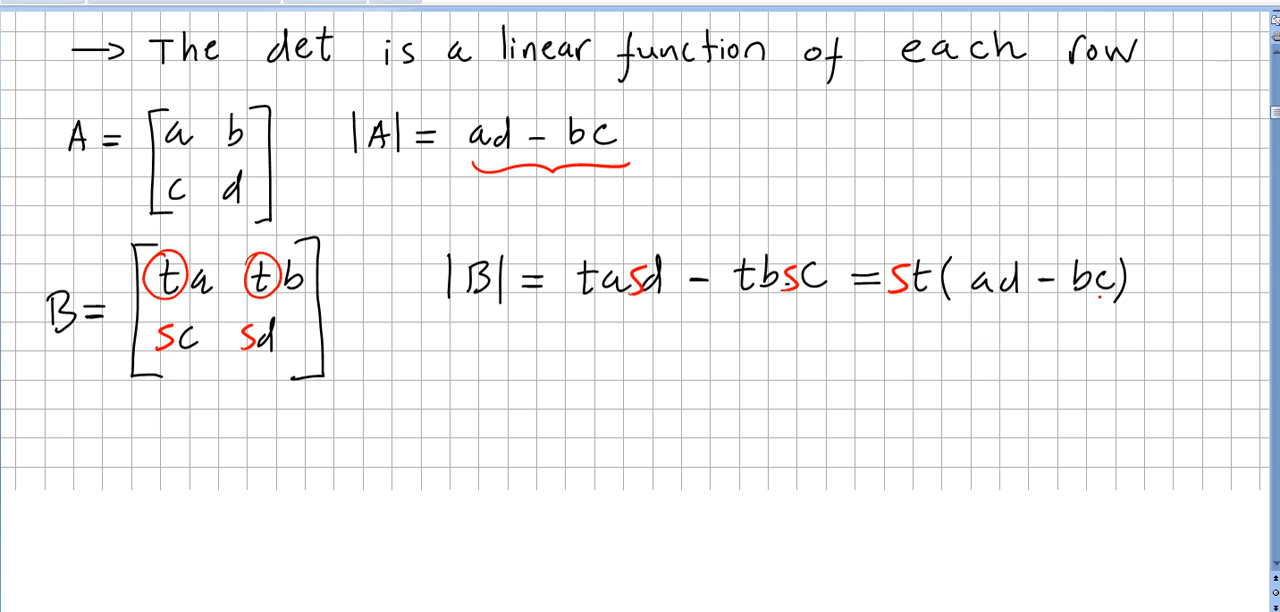 → The det is a linear function of each row
A = [a b
c d] |A| = ad - bc
B = [ta tb
sc sd] |B| = tasd - tbsc = st(ad - bc)